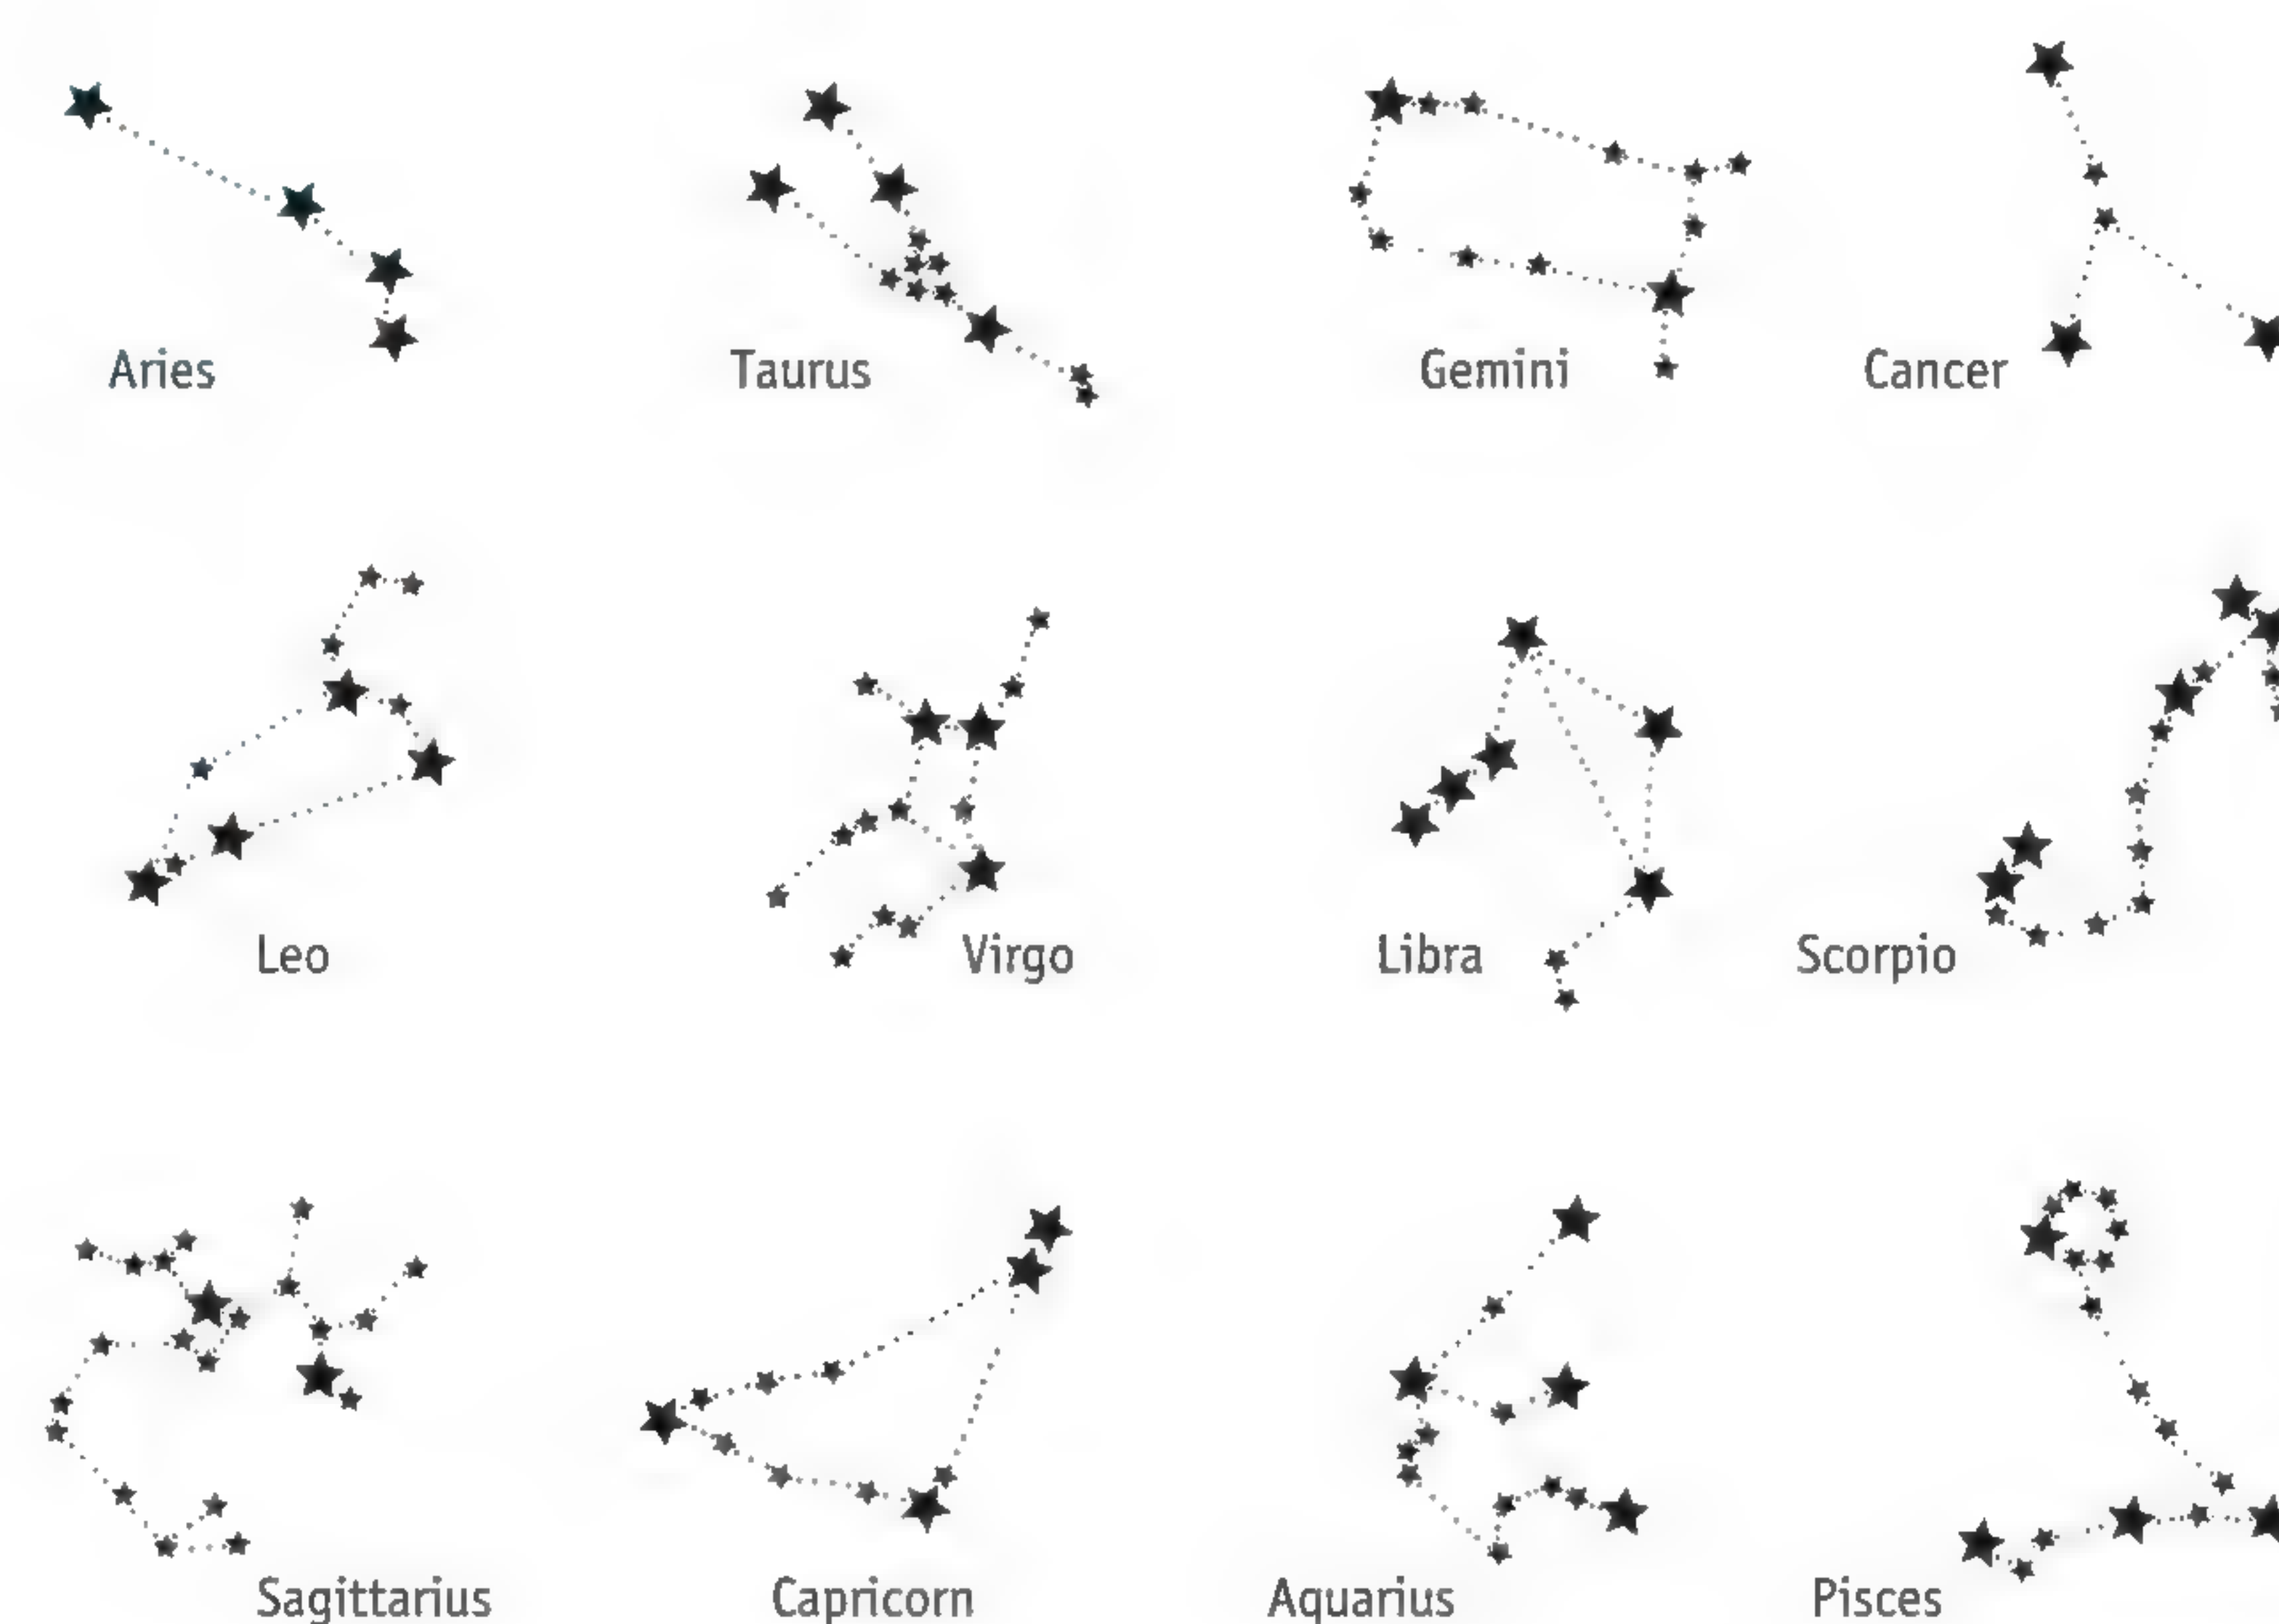 Aries
Taurus
Gemini
Cancer
Leo
Virgo
Libra
Scorpio
Sagittarius
Capricorn
Aquarius
Pisces